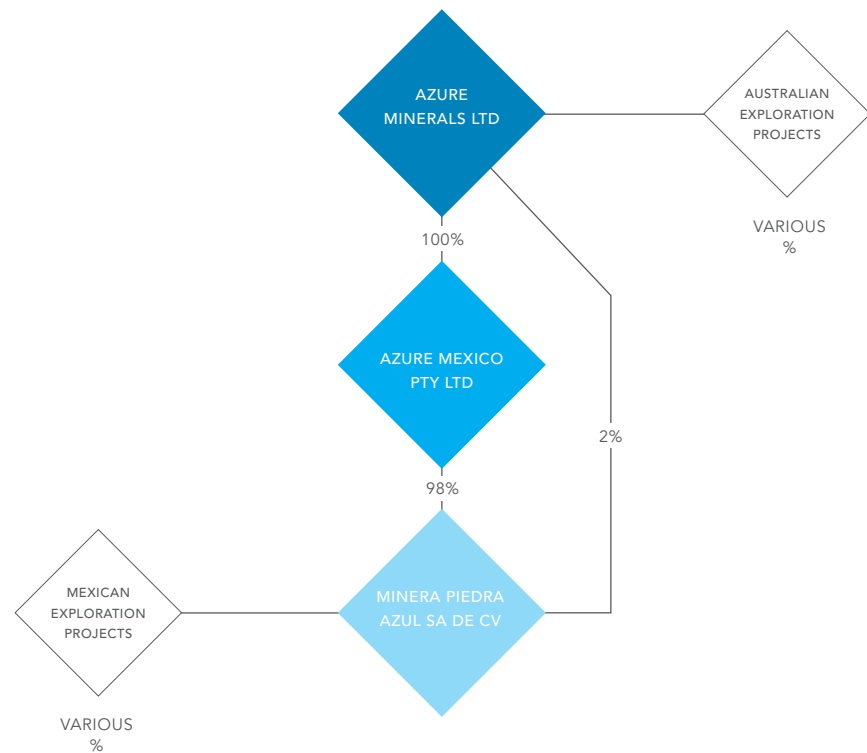 AZURE
MINERALS LTD
AUSTRALIAN
EXPLORATION
PROJECTS
VARIOUS
%
100%
AZURE MEXICO
PTY LTD
2%
98%
MINERA PIEDRA
AZUL SA DE CV
MEXICAN
EXPLORATION
PROJECTS
VARIOUS
%